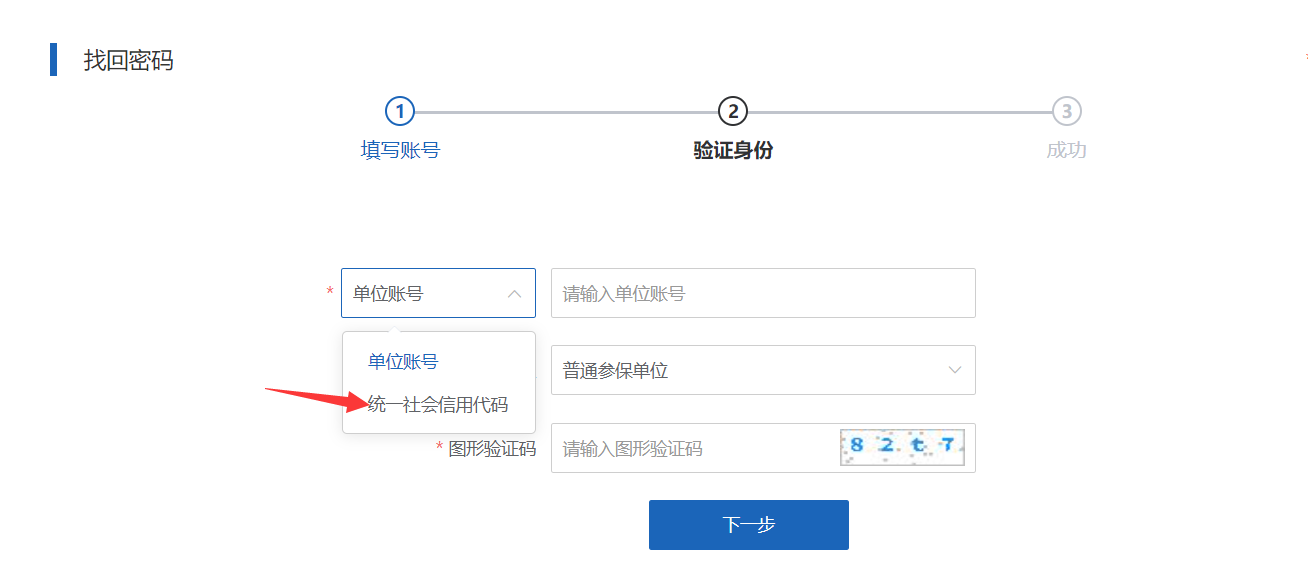 找回密码
1
2
3
填写账号
验证身份
成功
* 单位账号
请输入单位账号
单位账号
统一社会信用代码
普通参保单位
* 图形验证码
请输入图形验证码
8 2 t 7
下一步